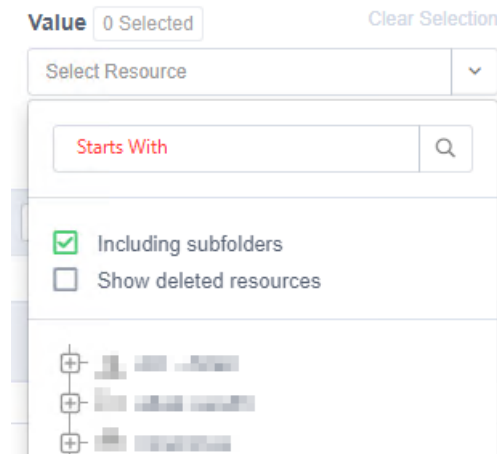 Value 0 Selected Clear Selection
Select Resource
Starts With
Including subfolders
Show deleted resources